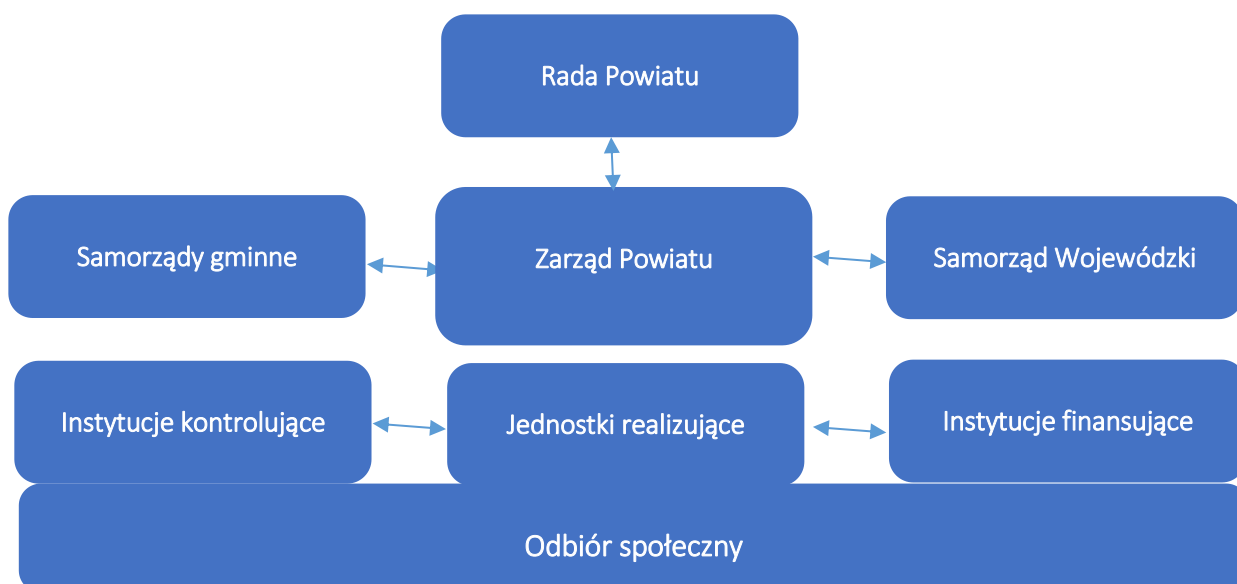 Rada Powiatu
Samorządy gminne
Zarząd Powiatu
Samorząd Wojewódzki
Instytucje kontrolujące
Jednostki realizujące
Instytucje finansujące
Odbiór społeczny